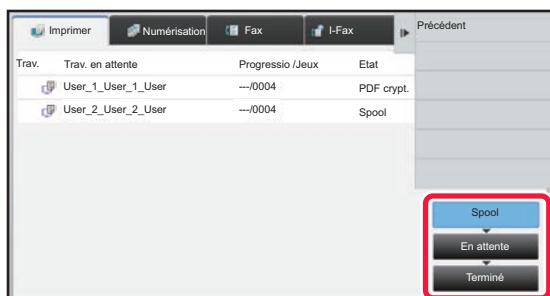 Imprimer Numérisation Fax I-Fax Précédent
Trav. Trav. en attente Progressio /Jeux Etat
User_1_User_1_User ---/0004 PDF crypt.
User_2_User_2_User ---/0004 Spool
Spool
En attente
Terminé